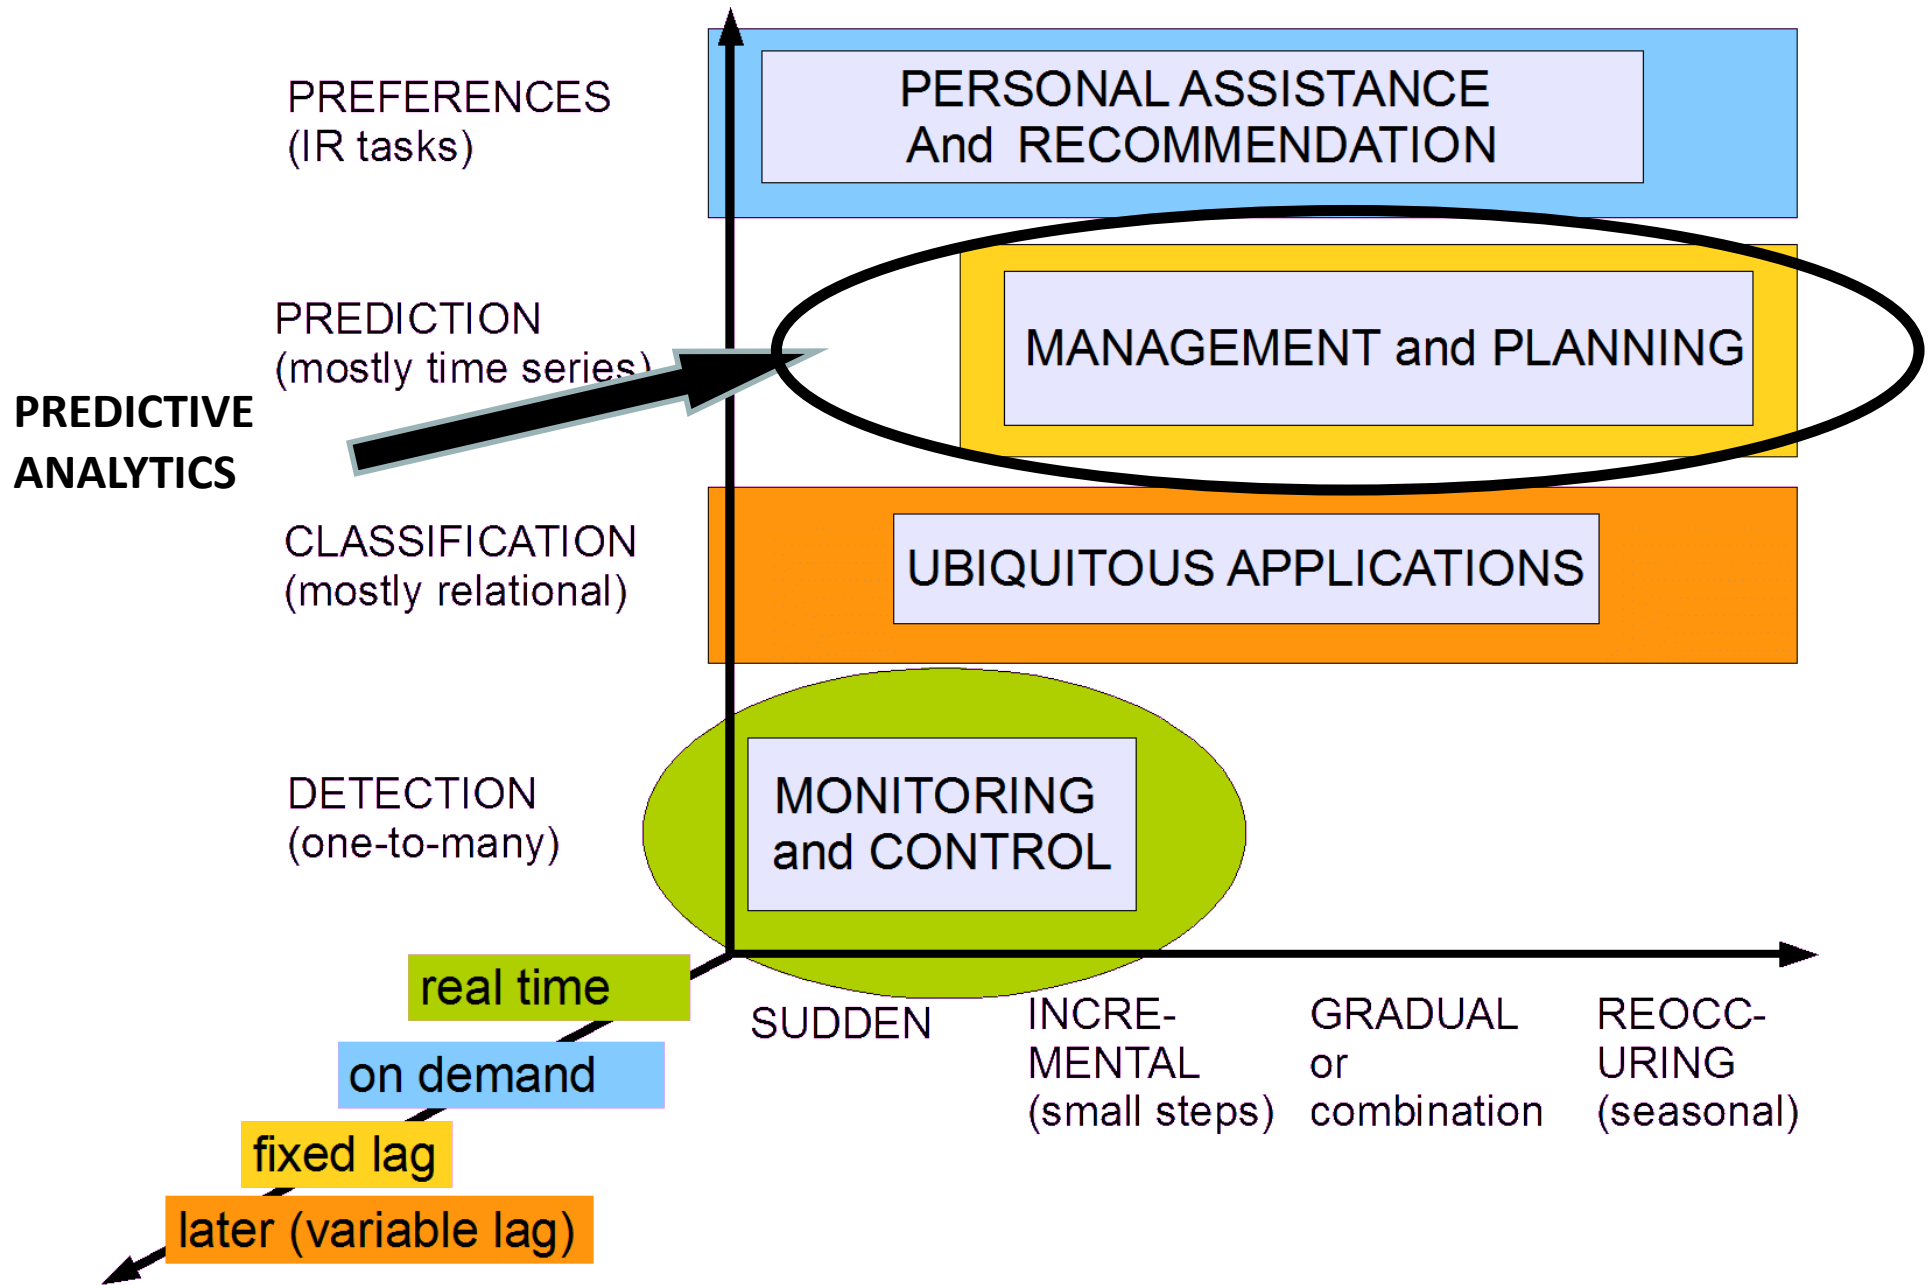 PREFERENCES
(IR tasks)
PERSONAL ASSISTANCE
And RECOMMENDATION
PREDICTION
(mostly time series)
MANAGEMENT and PLANNING
PREDICTIVE
ANALYTICS
CLASSIFICATION
(mostly relational)
UBIQUITOUS APPLICATIONS
DETECTION
(one-to-many)
MONITORING
and CONTROL
real time
on demand
fixed lag
later (variable lag)
SUDDEN
INCRE-
MENTAL
(small steps)
GRADUAL
or
combination
REOCC-
URING
(seasonal)